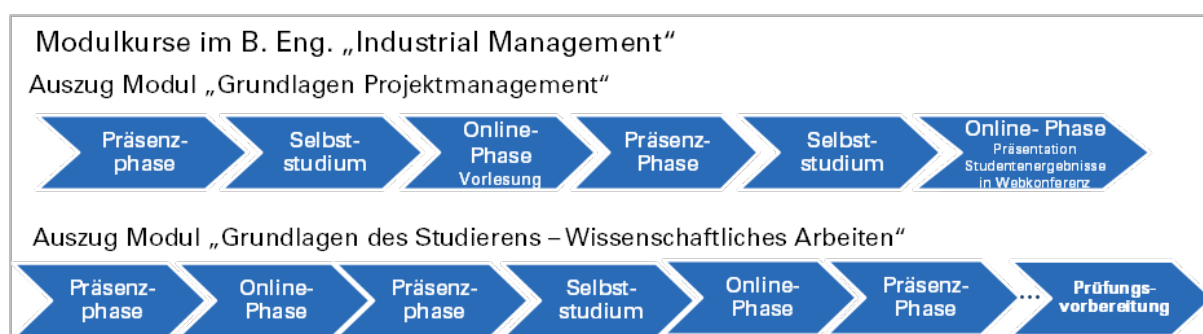 Modulkurse im B. Eng. „Industrial Management“
Auszug Modul „Grundlagen Projektmanagement“
Präsenz-
phase
Selbst-
studium
Online-
Phase
Vorlesung
Präsenz-
Phase
Selbst-
studium
Online- Phase
Präsentation
Studentenergebnisse
in Webkonferenz
Auszug Modul „Grundlagen des Studierens – Wissenschaftliches Arbeiten“
Präsenz-
phase
Online-
Phase
Präsenz-
phase
Selbst-
studium
Online-
Phase
Präsenz-
Phase
...
Prüfungs-
vorbereitung